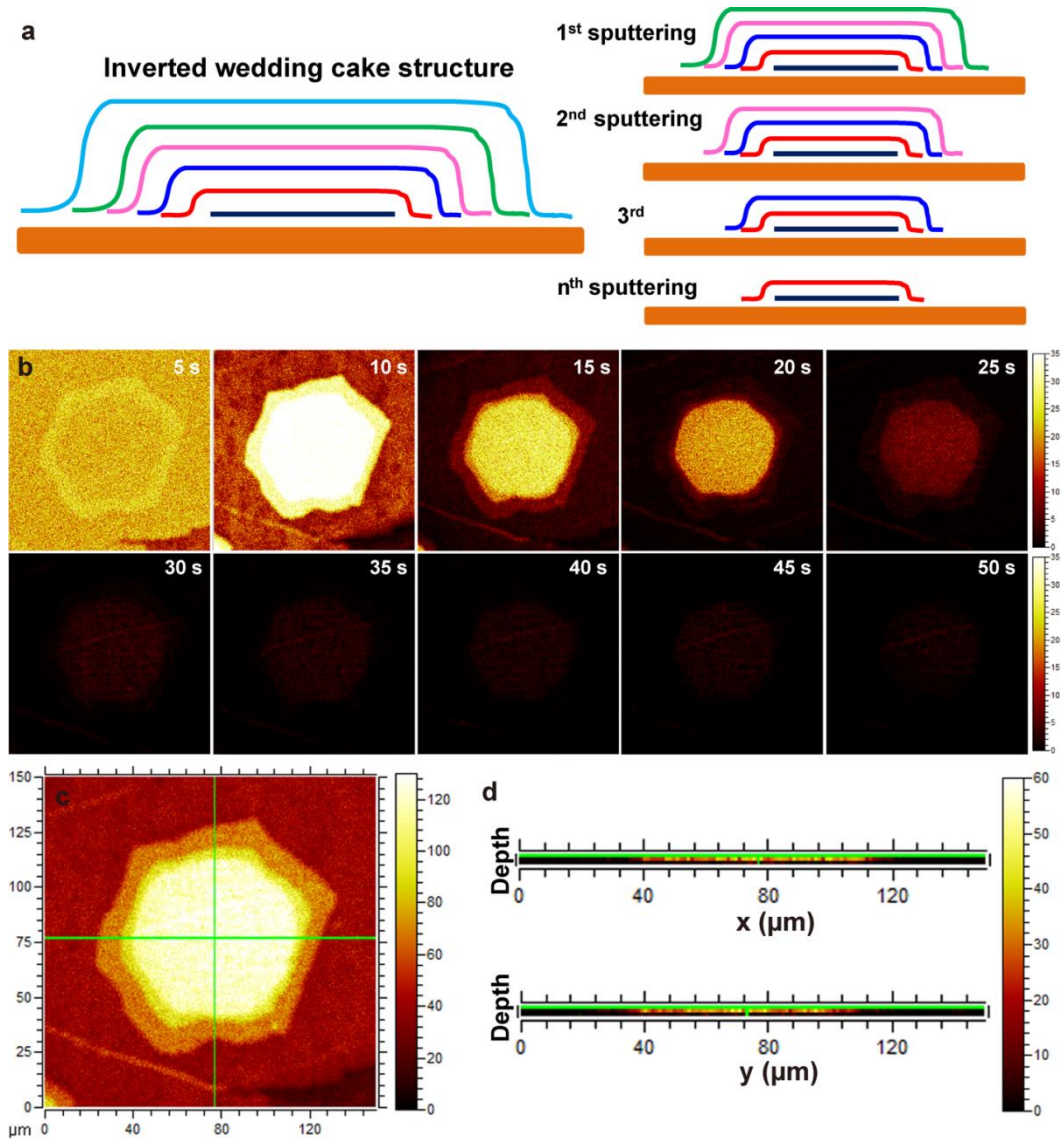 a
Inverted wedding cake structure
1st sputtering
2nd sputtering
3rd
nth sputtering
b
5 s
10 s
15 s
20 s
25 s
35
30
25
20
15
10
5
0
30 s
35 s
40 s
45 s
50 s
35
30
25
20
15
10
5
0
c
150
125
100
75
50
25
0
µm
0
40
80
120
120
100
80
60
40
20
0
d
Depth
0
40
80
120
x (µm)
Depth
0
40
80
120
y (µm)
60
50
40
30
20
10
0